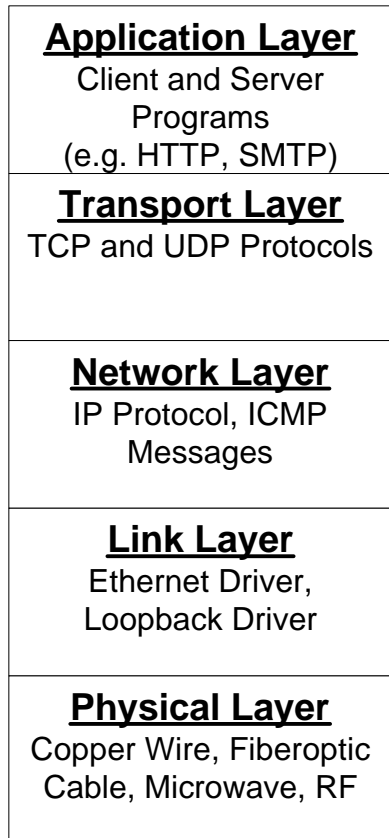 Application Layer
Client and Server
Programs
(e.g. HTTP, SMTP)
Transport Layer
TCP and UDP Protocols
Network Layer
IP Protocol, ICMP
Messages
Link Layer
Ethernet Driver,
Loopback Driver
Physical Layer
Copper Wire, Fiberoptic
Cable, Microwave, RF